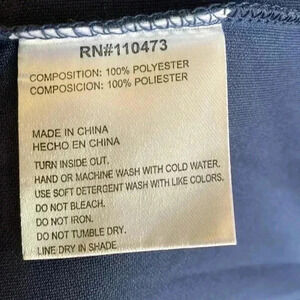 RN#110473
COMPOSITION: 100% POLYESTER
COMPOSICION: 100% POLIESTER
MADE IN CHINA
HECHO EN CHINA
TURN INSIDE OUT.
HAND OR MACHINE WASH WITH COLD WATER.
USE SOFT DETERGENT WASH WITH LIKE COLORS.
DO NOT BLEACH.
DO NOT IRON.
DO NOT TUMBLE DRY.
LINE DRY IN SHADE.